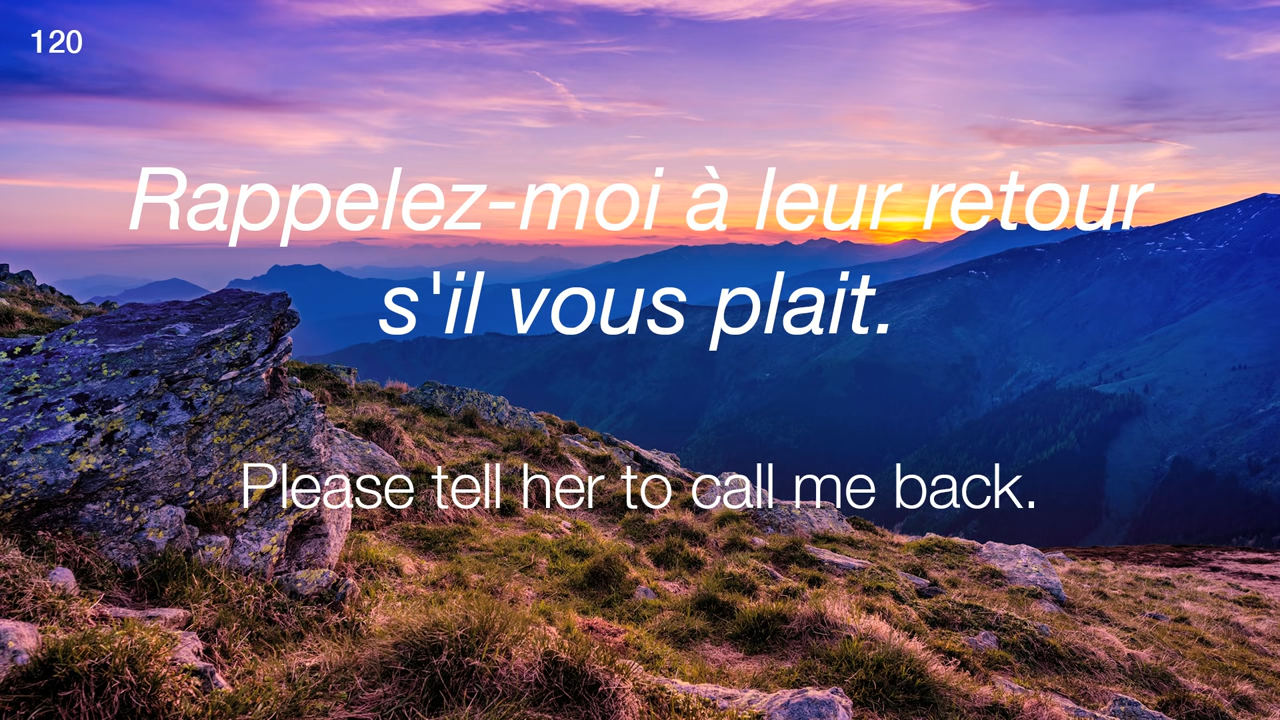 120
Rappelez-moi à leur retour
s'il vous plait.
Please tell her to call me back.